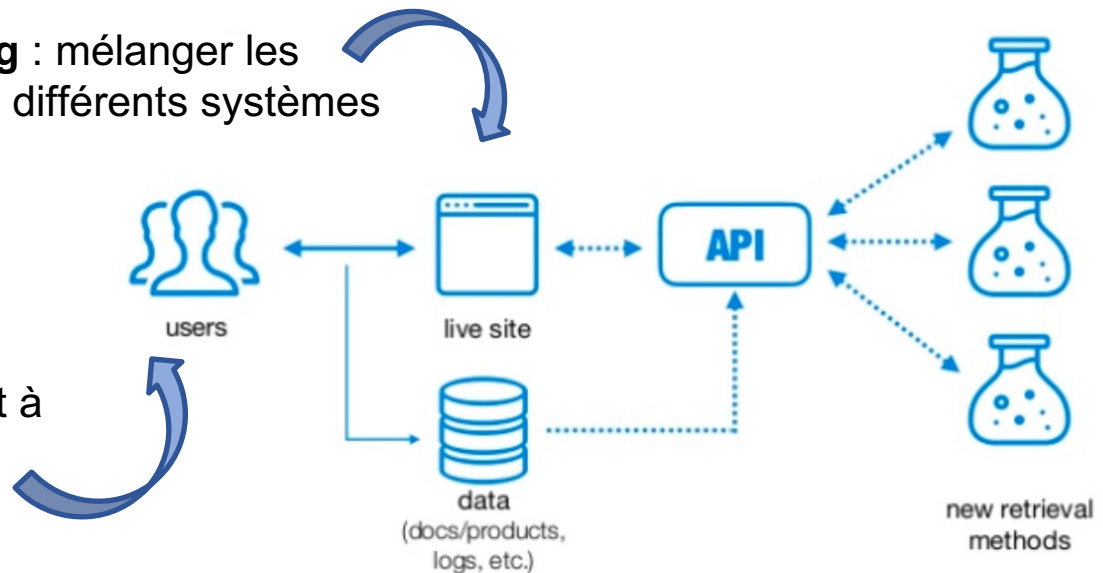 g : mélanger les
différents systèmes
API
users
live site
t à
data
(docs/products,
logs, etc.)
new retrieval
methods